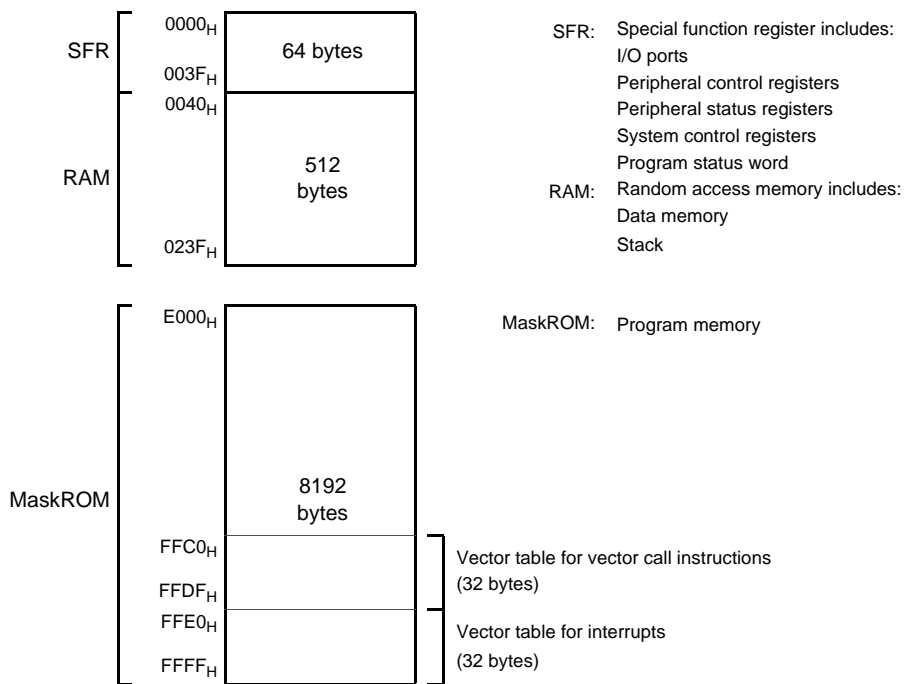 0000H
SFR
64 bytes
003FH
0040H
RAM
512
bytes
023FH
SFR: Special function register includes:
I/O ports
Peripheral control registers
Peripheral status registers
System control registers
Program status word
RAM: Random access memory includes:
Data memory
Stack
E000H
MaskROM: Program memory
MaskROM
8192
bytes
FFC0H
Vector table for vector call instructions
(32 bytes)
FFDFH
FFE0H
Vector table for interrupts
(32 bytes)
FFFFH